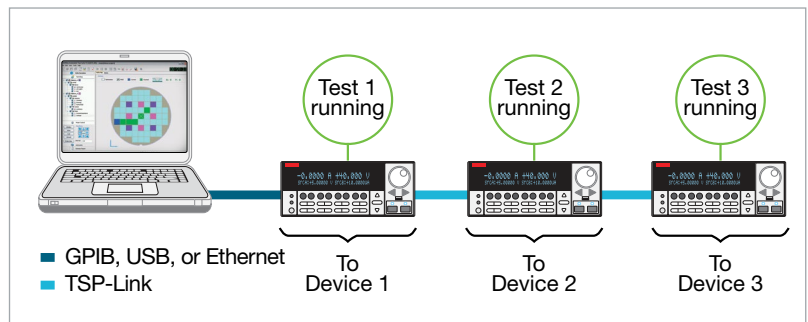 Test 1
running
Test 2
running
Test 3
running
-0.0000 A +40.000 V
-0.0000 A +40.000 V
-0.0000 A +40.000 V
GPIB, USB, or Ethernet
TSP-Link
To
Device 1
To
Device 2
To
Device 3